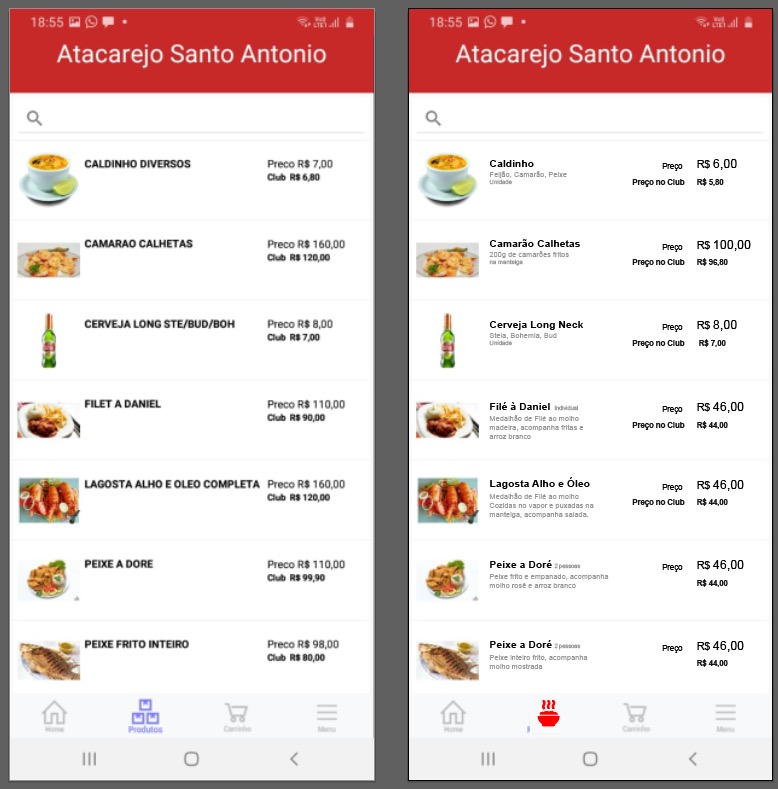 18:55
VoD LTE1
Atacarejo Santo Antonio
CALDINHO DIVERSOS
Preco R$ 7,00
Club R$ 6,80
CAMARAO CALHETAS
Preco R$ 160,00
Club R$ 120,00
CERVEJA LONG STE/BUD/BOH
Preco R$ 8,00
Club R$ 7,00
FILET A DANIEL
Preco R$ 110,00
Club R$ 90,00
LAGOSTA ALHO E OLEO COMPLETA
Preco R$ 160,00
Club R$ 120,00
PEIXE A DORE
Preco R$ 110,00
Club R$ 99,90
PEIXE FRITO INTEIRO
Preco R$ 98,00
Club R$ 80,00
Home
Produtos
Carrinho
Menu
18:55
Atacarejo Santo Antonio
Caldinho
Feijão, Camarão, Peixe
Unidade
Preço R$ 6,00
Preço no Club R$ 5,80
Camarão Calhetas
200g de camarões fritos
na manteiga
Preço R$ 100,00
Preço no Club R$ 96,80
Cerveja Long Neck
Stela, Bohemia, Bud
Unidade
Preço R$ 8,00
Preço no Club R$ 7,00
Filé à Daniel Individual
Medalhão de Filé ao molho
madeira, acompanha fritas e
arroz branco
Preço R$ 46,00
Preço no Club R$ 44,00
Lagosta Alho e Óleo
Medalhão de Filé ao molho
Cozidas no vapor e puxadas na
manteiga, acompanha salada.
Preço R$ 46,00
Preço no Club R$ 44,00
Peixe a Doré 2 pessoas
Peixe frito e empanado, acompanha
molho rosê e arroz branco
Preço R$ 46,00
R$ 44,00
Peixe a Doré 2 pessoas
Peixe inteiro frito, acompanha
molho mostrada
Preço R$ 46,00
R$ 44,00
Home
Carrinho
Menu